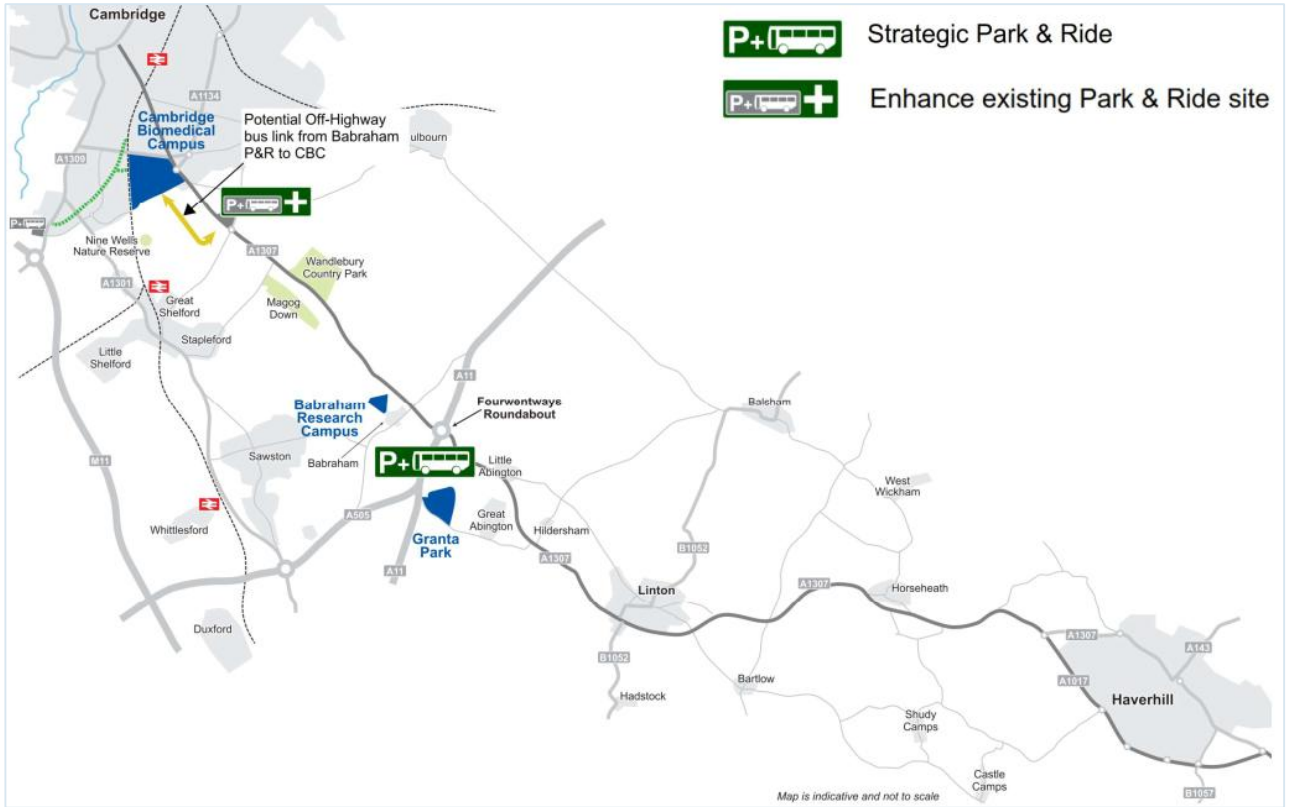 Cambridge
P+
Strategic Park & Ride
P+
Enhance existing Park & Ride site
A1134
Cambridge
Biomedical
Campus
Potential Off-Highway
bus link from Babraham
P&R to CBC
ulbourn
A1309
P+
P+
Nine Wells
Nature Reserve
A1307
Wandlebury
Country Park
A1301
Great
Shelford
Magog
Down
Stapleford
Little
Shelford
A11
Babraham
Research
Campus
Fourwentways
Roundabout
Balsham
Babraham
P+
Sawston
Little
Abington
M11
West
Wickham
Whittlesford
A505
Great
Abington
Hildersham
Granta
Park
A1307
B1052
A11
A1307
Linton
Horseheath
Duxford
A1307
A143
B1052
Bartlow
A1017
Hadstock
Haverhill
Shudy
Camps
Castle
Camps
Map is indicative and not to scale
B1057